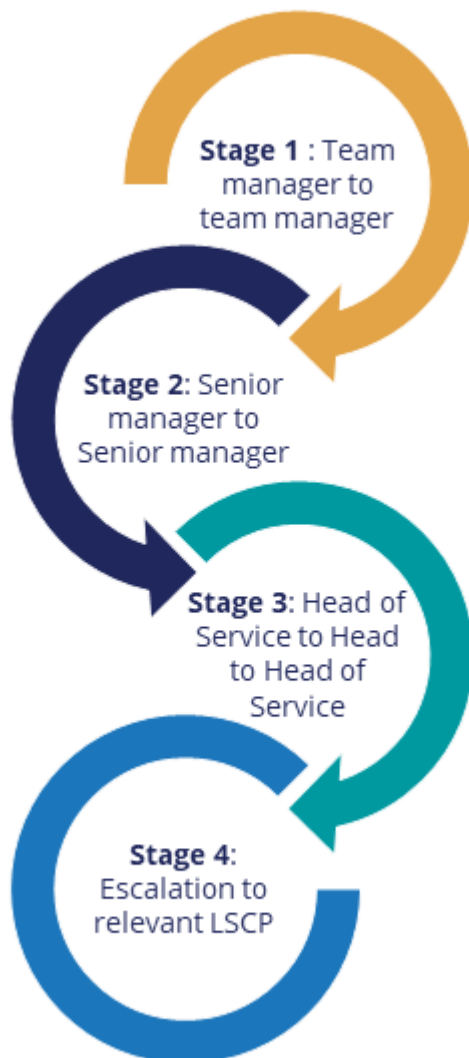 Stage 1 : Team
manager to
team manager
Stage 2: Senior
manager to
Senior manager
Stage 3: Head of
Service to Head
to Head of
Service
Stage 4:
Escalation to
relevant LSCP